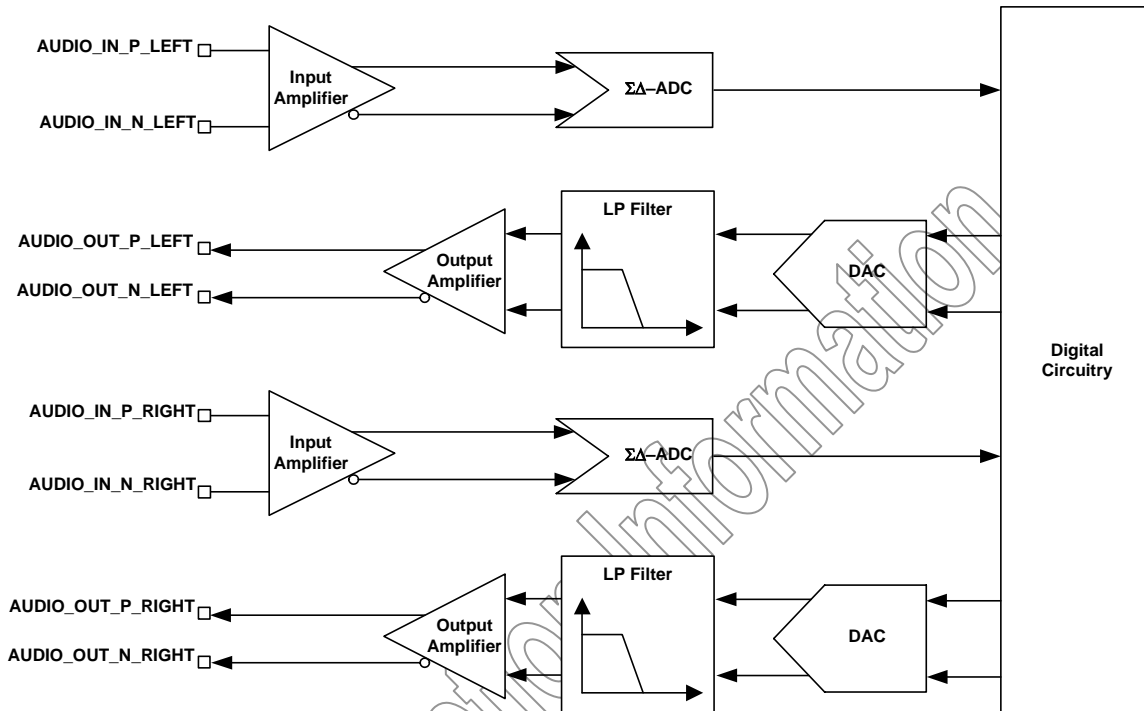 AUDIO_IN_P_LEFT
AUDIO_IN_N_LEFT
Input
Amplifier
ΣΔ–ADC
AUDIO_OUT_P_LEFT
AUDIO_OUT_N_LEFT
Output
Amplifier
LP Filter
DAC
Digital
Circuitry
AUDIO_IN_P_RIGHT
AUDIO_IN_N_RIGHT
Input
Amplifier
ΣΔ–ADC
AUDIO_OUT_P_RIGHT
AUDIO_OUT_N_RIGHT
Output
Amplifier
LP Filter
DAC
Information